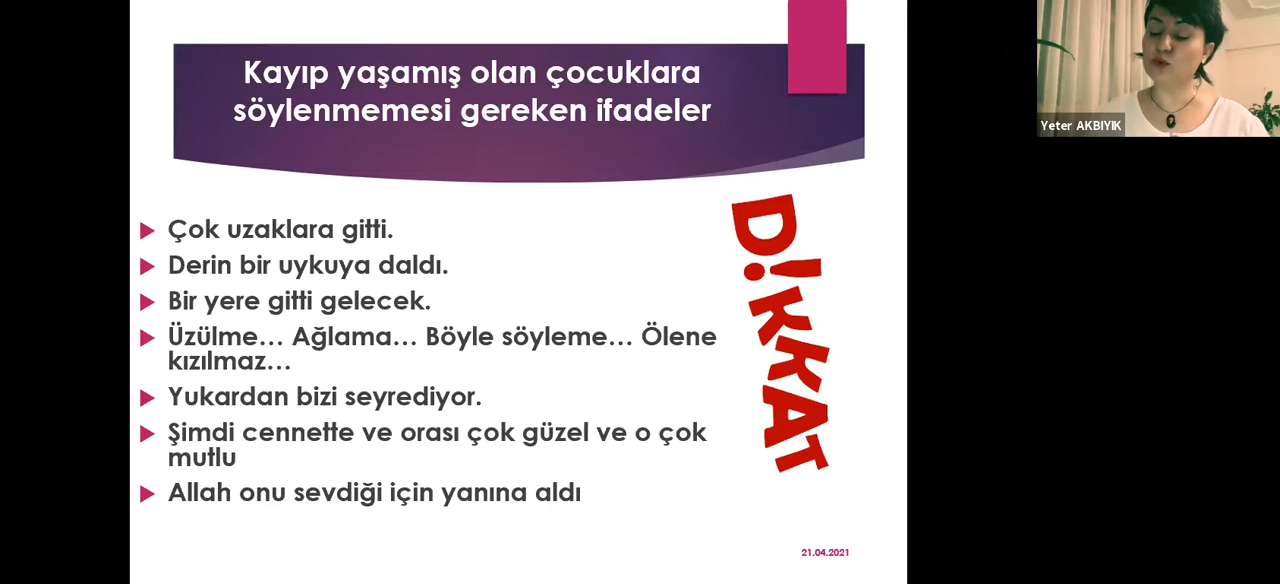 Kayıp yaşamış olan çocuklara
söylenmemesi gereken ifadeler
Yeter AKBIYIK
Çok uzaklara gitti.
Derin bir uykuya daldı.
Bir yere gitti gelecek.
Üzülme… Ağlama… Böyle söyleme… Ölene
kızılmaz…
Yukardan bizi seyrediyor.
Şimdi cennette ve orası çok güzel ve o çok
mutlu
Allah onu sevdiği için yanına aldı
DİKKAT
21.04.2021